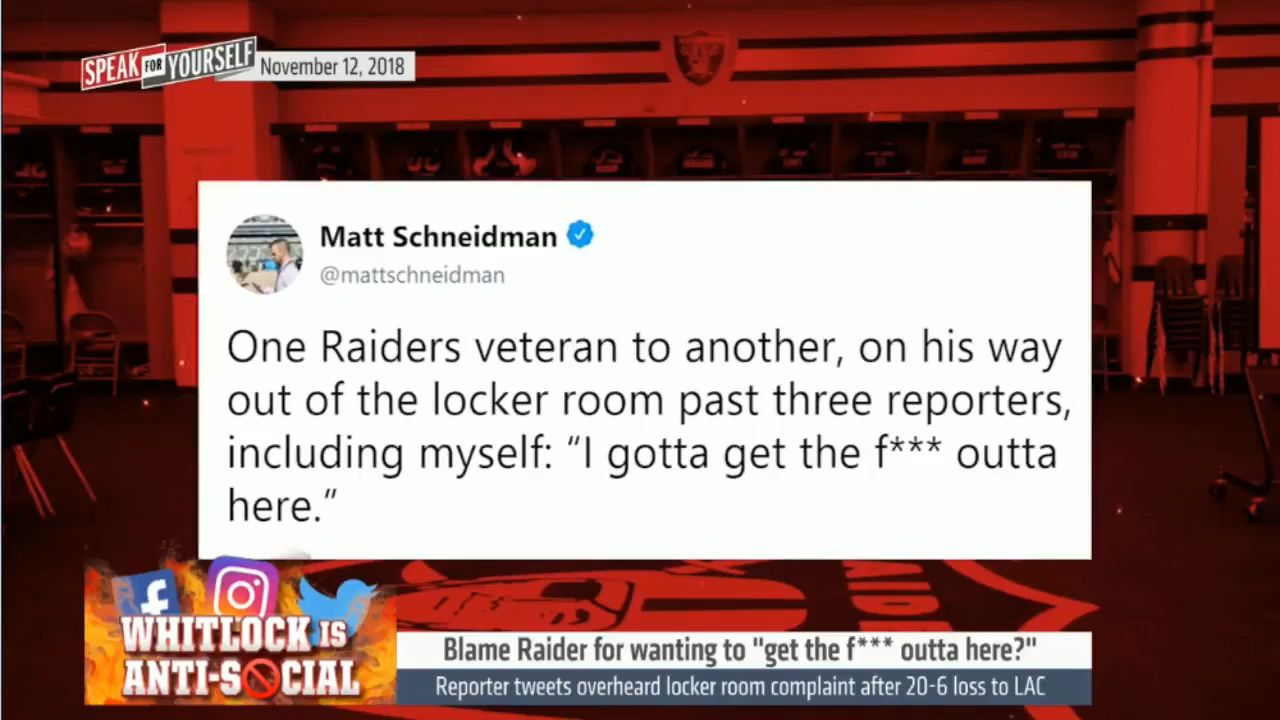 SPEAK FOR YOURSELF
November 12, 2018
Matt Schneidman
@mattschneidman
One Raiders veteran to another, on his way
out of the locker room past three reporters,
including myself: “I gotta get the f*** outta
here.”
WHITLOCK IS
ANTI-SOCIAL
Blame Raider for wanting to "get the f*** outta here?"
Reporter tweets overheard locker room complaint after 20-6 loss to LAC